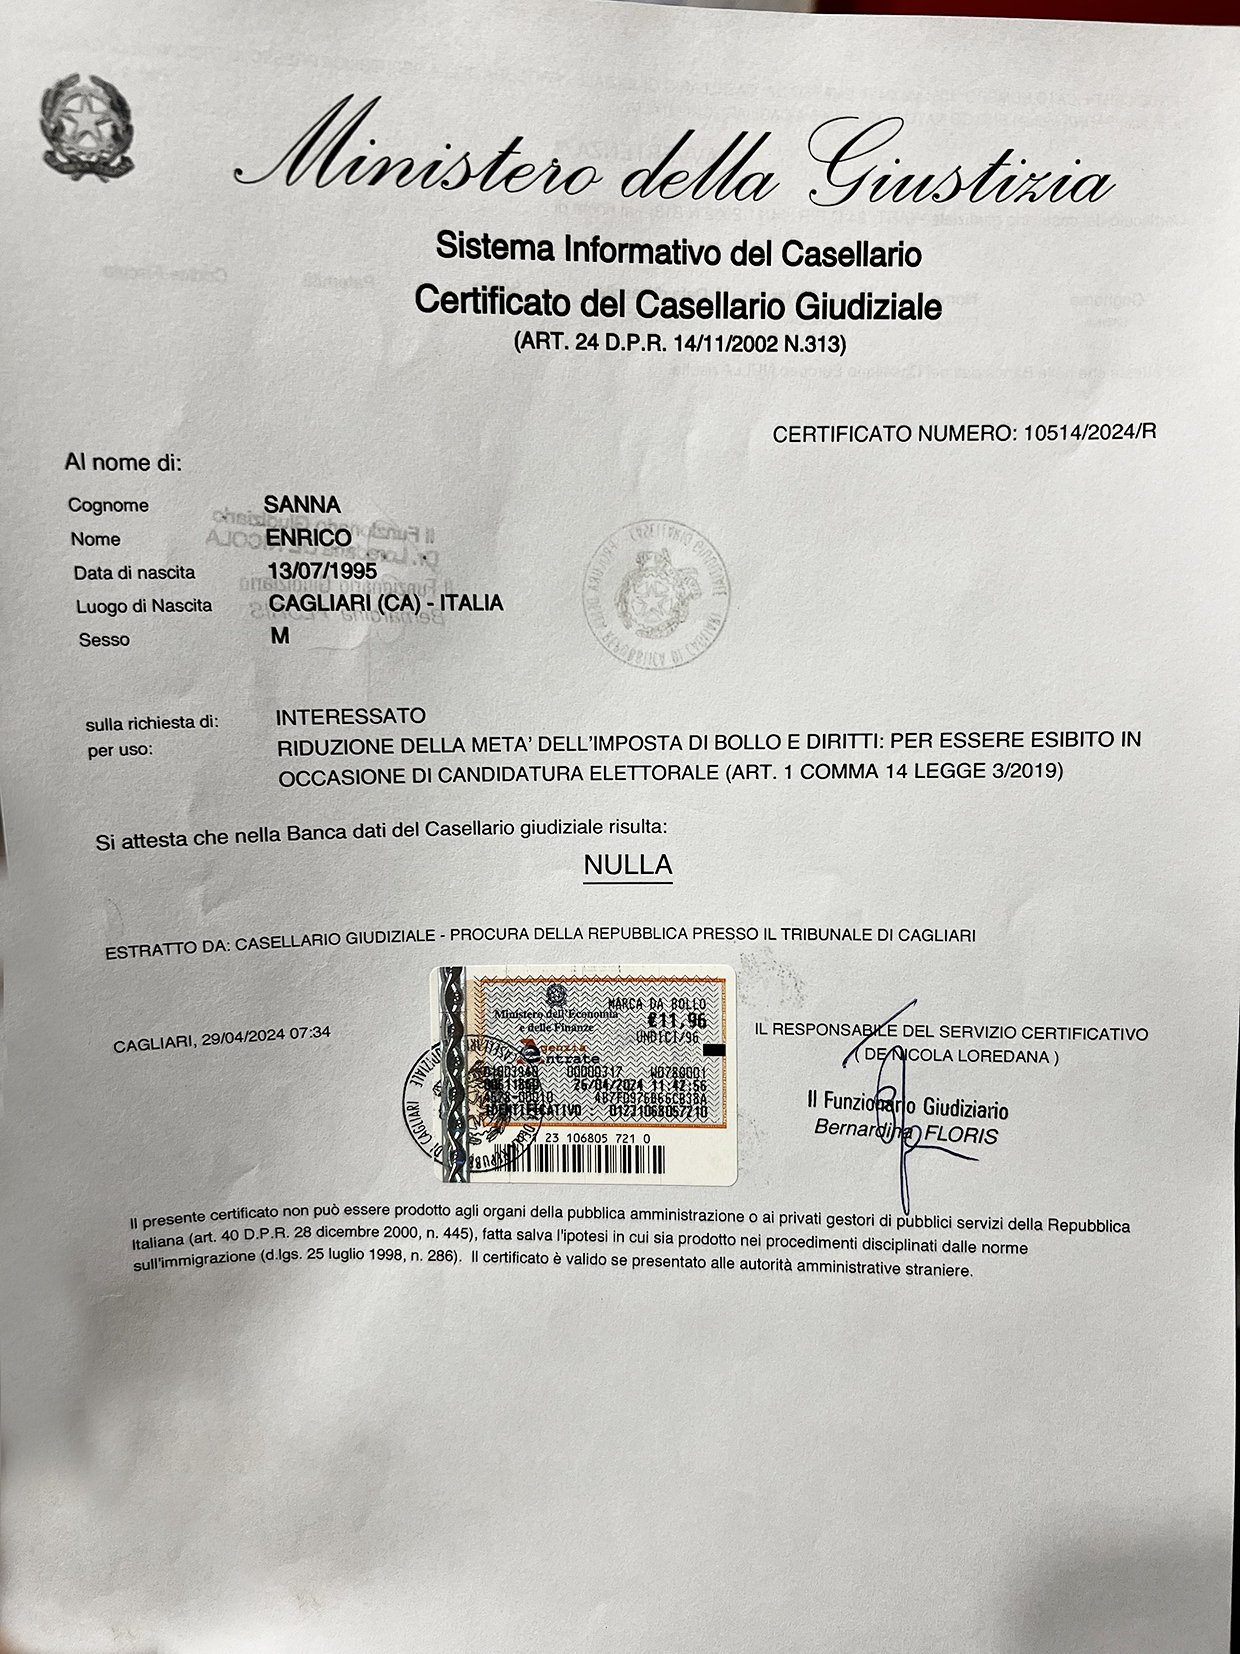 Ministero della Giustizia
Sistema Informativo del Casellario
Certificato del Casellario Giudiziale
(ART. 24 D.P.R. 14/11/2002 N.313)
CERTIFICATO NUMERO: 10514/2024/R
Al nome di:
Cognome SANNA
Nome ENRICO
Data di nascita 13/07/1995
Luogo di Nascita CAGLIARI (CA) - ITALIA
Sesso M
sulla richiesta di: INTERESSATO
per uso: RIDUZIONE DELLA META' DELL'IMPOSTA DI BOLLO E DIRITTI: PER ESSERE ESIBITO IN
OCCASIONE DI CANDIDATURA ELETTORALE (ART. 1 COMMA 14 LEGGE 3/2019)
Si attesta che nella Banca dati del Casellario giudiziale risulta:
NULLA
ESTRATTO DA: CASELLARIO GIUDIZIALE - PROCURA DELLA REPUBBLICA PRESSO IL TRIBUNALE DI CAGLIARI
CAGLIARI, 29/04/2024 07:34
Ministero dell'Economia
e delle Finanze
MARCA DA BOLLO
€11,96
UNDICI/96
Agenzia
Entrate
00000317 W0780001
26/04/2024 11:42:56
IDENTIFICATIVO 01231068057210
23 106805 721 0
IL RESPONSABILE DEL SERVIZIO CERTIFICATIVO
( DE NICOLA LOREDANA )
Il Funzionario Giudiziario
Bernardina FLORIS
Il presente certificato non può essere prodotto agli organi della pubblica amministrazione o ai privati gestori di pubblici servizi della Repubblica
Italiana (art. 40 D.P.R. 28 dicembre 2000, n. 445), fatta salva l'ipotesi in cui sia prodotto nei procedimenti disciplinati dalle norme
sull'immigrazione (d.lgs. 25 luglio 1998, n. 286). Il certificato è valido se presentato alle autorità amministrative straniere.